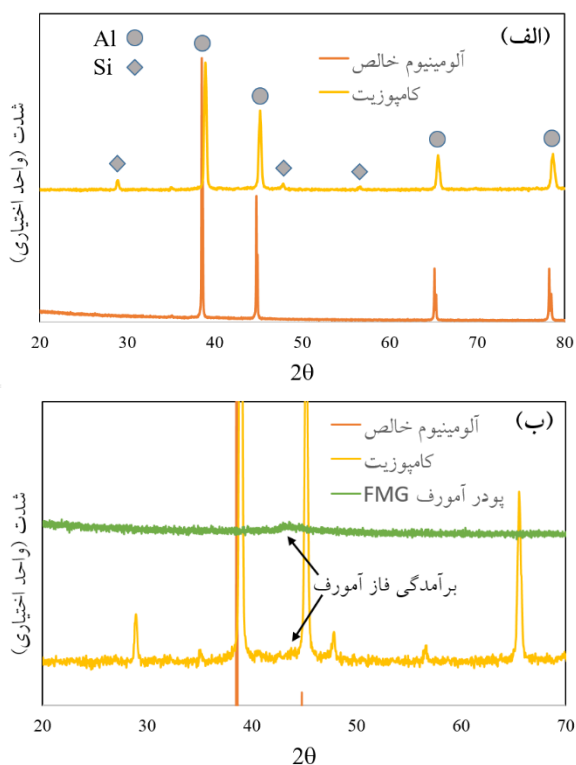 (الف)
Al
Si
آلومینیوم خالص
کامپوزیت
شدت (واحد اختیاری)
20 30 40 50 60 70 80
2θ
(ب)
آلومینیوم خالص
کامپوزیت
پودر آمورف FMG
برآمدگی فاز آمورف
شدت (واحد اختیاری)
20 30 40 50 60 70
2θ